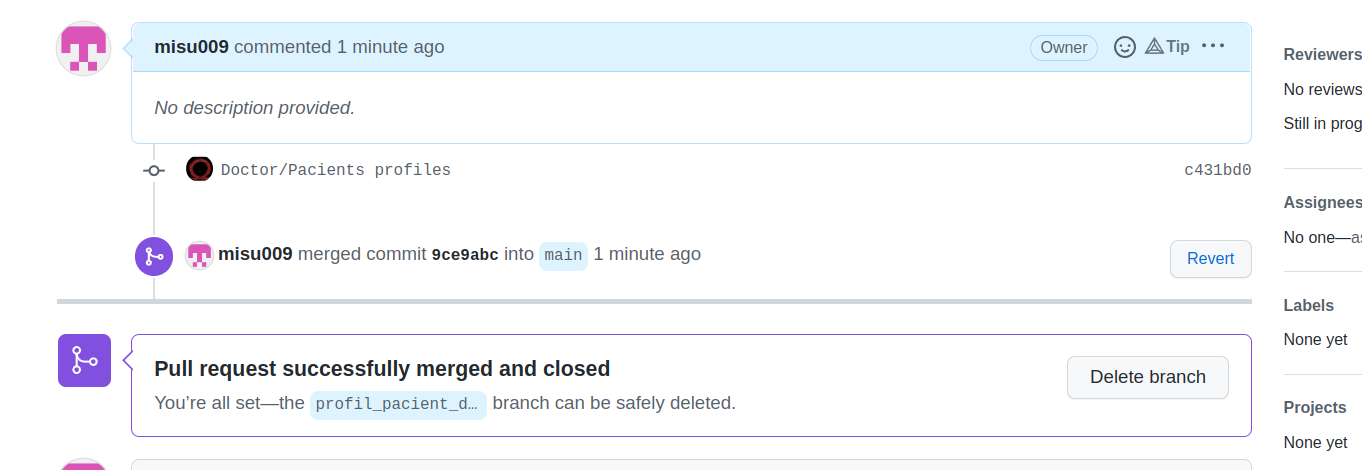 misu009 commented 1 minute ago Owner Tip
No description provided.
Doctor/Pacients profiles c431bd0
misu009 merged commit 9ce9abc into main 1 minute ago Revert
Pull request successfully merged and closed
You're all set—the profil_pacient_d… branch can be safely deleted.
Delete branch
Reviewers
No reviews
Still in prog
Assignees
No one—as
Labels
None yet
Projects
None yet